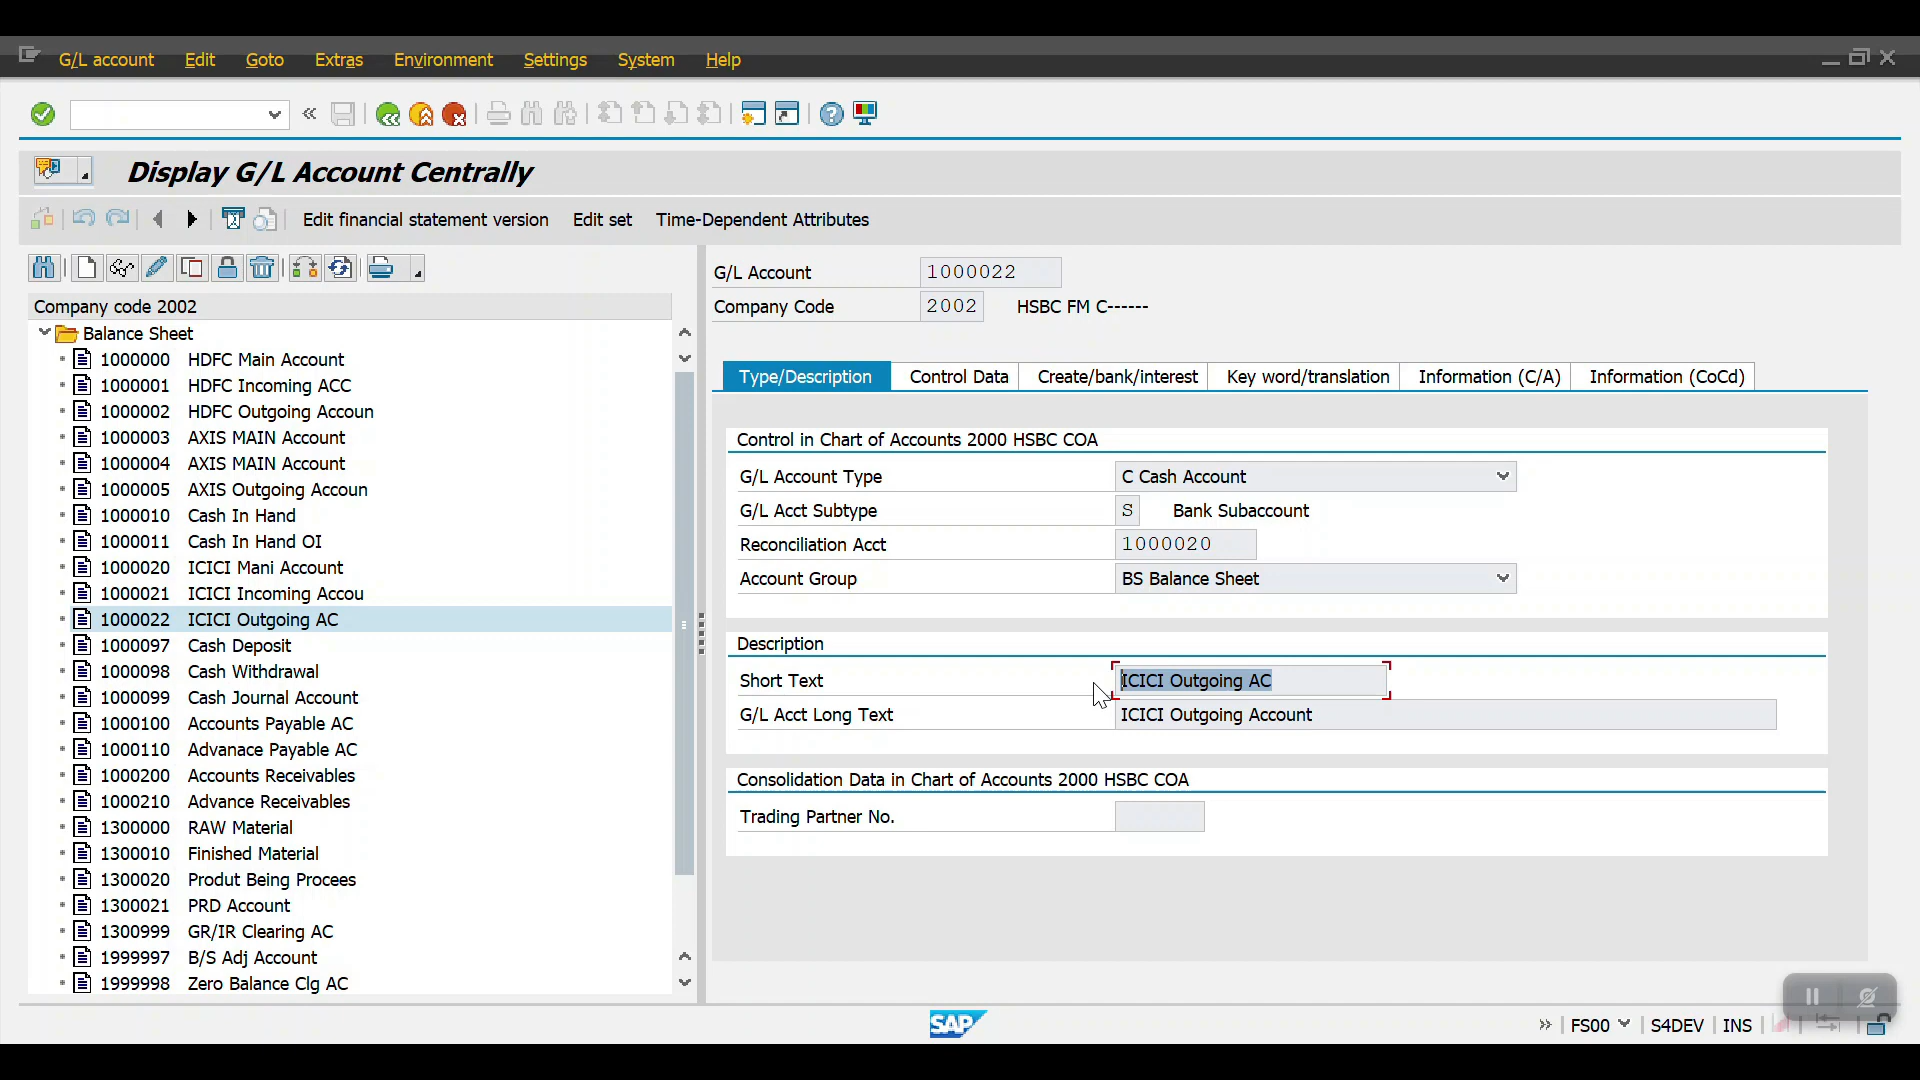 G/L account Edit Goto Extras Environment Settings System Help
Display G/L Account Centrally
Edit financial statement version Edit set Time-Dependent Attributes
Company code 2002
Balance Sheet
1000000 HDFC Main Account
1000001 HDFC Incoming ACC
1000002 HDFC Outgoing Accoun
1000003 AXIS MAIN Account
1000004 AXIS MAIN Account
1000005 AXIS Outgoing Accoun
1000010 Cash In Hand
1000011 Cash In Hand OI
1000020 ICICI Mani Account
1000021 ICICI Incoming Accou
1000022 ICICI Outgoing AC
1000097 Cash Deposit
1000098 Cash Withdrawal
1000099 Cash Journal Account
1000100 Accounts Payable AC
1000110 Advanace Payable AC
1000200 Accounts Receivables
1000210 Advance Receivables
1300000 RAW Material
1300010 Finished Material
1300020 Produt Being Procees
1300021 PRD Account
1300999 GR/IR Clearing AC
1999997 B/S Adj Account
1999998 Zero Balance Clg AC
G/L Account 1000022
Company Code 2002 HSBC FM C------
Type/Description Control Data Create/bank/interest Key word/translation Information (C/A) Information (CoCd)
Control in Chart of Accounts 2000 HSBC COA
G/L Account Type C Cash Account
G/L Acct Subtype S Bank Subaccount
Reconciliation Acct 1000020
Account Group BS Balance Sheet
Description
Short Text ICICI Outgoing AC
G/L Acct Long Text ICICI Outgoing Account
Consolidation Data in Chart of Accounts 2000 HSBC COA
Trading Partner No.
SAP FS00 S4DEV INS